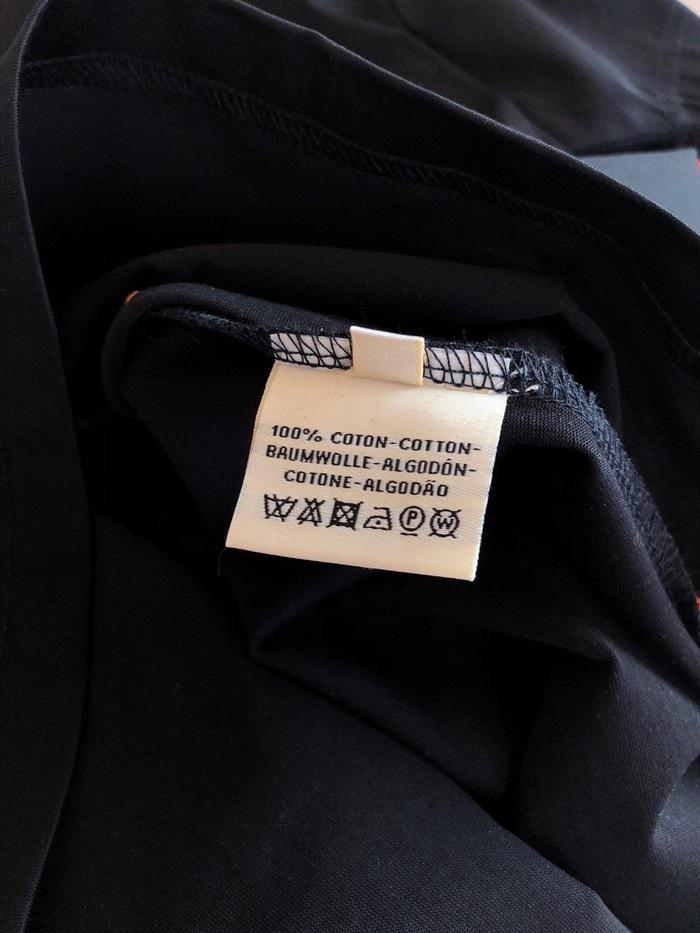 100% COTON-COTTON-
BAUMWOLLE-ALGODÓN-
COTONE-ALGODÃO
P W